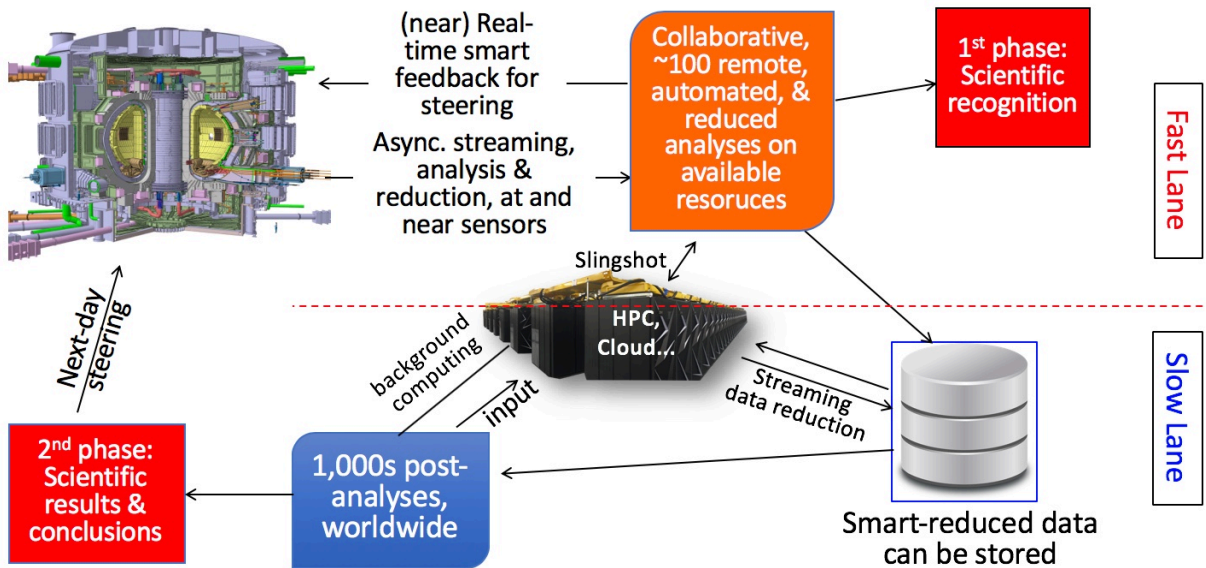 (near) Real-
time smart
feedback for
steering
Async. streaming,
analysis &
reduction, at and
near sensors
Collaborative,
~100 remote,
automated, &
reduced
analyses on
available
resoruces
1st phase:
Scientific
recognition
Fast Lane
Slingshot
HPC,
Cloud...
Next-day
steering
background
computing
input
Streaming
data reduction
Slow Lane
2nd phase:
Scientific
results &
conclusions
1,000s post-
analyses,
worldwide
Smart-reduced data
can be stored